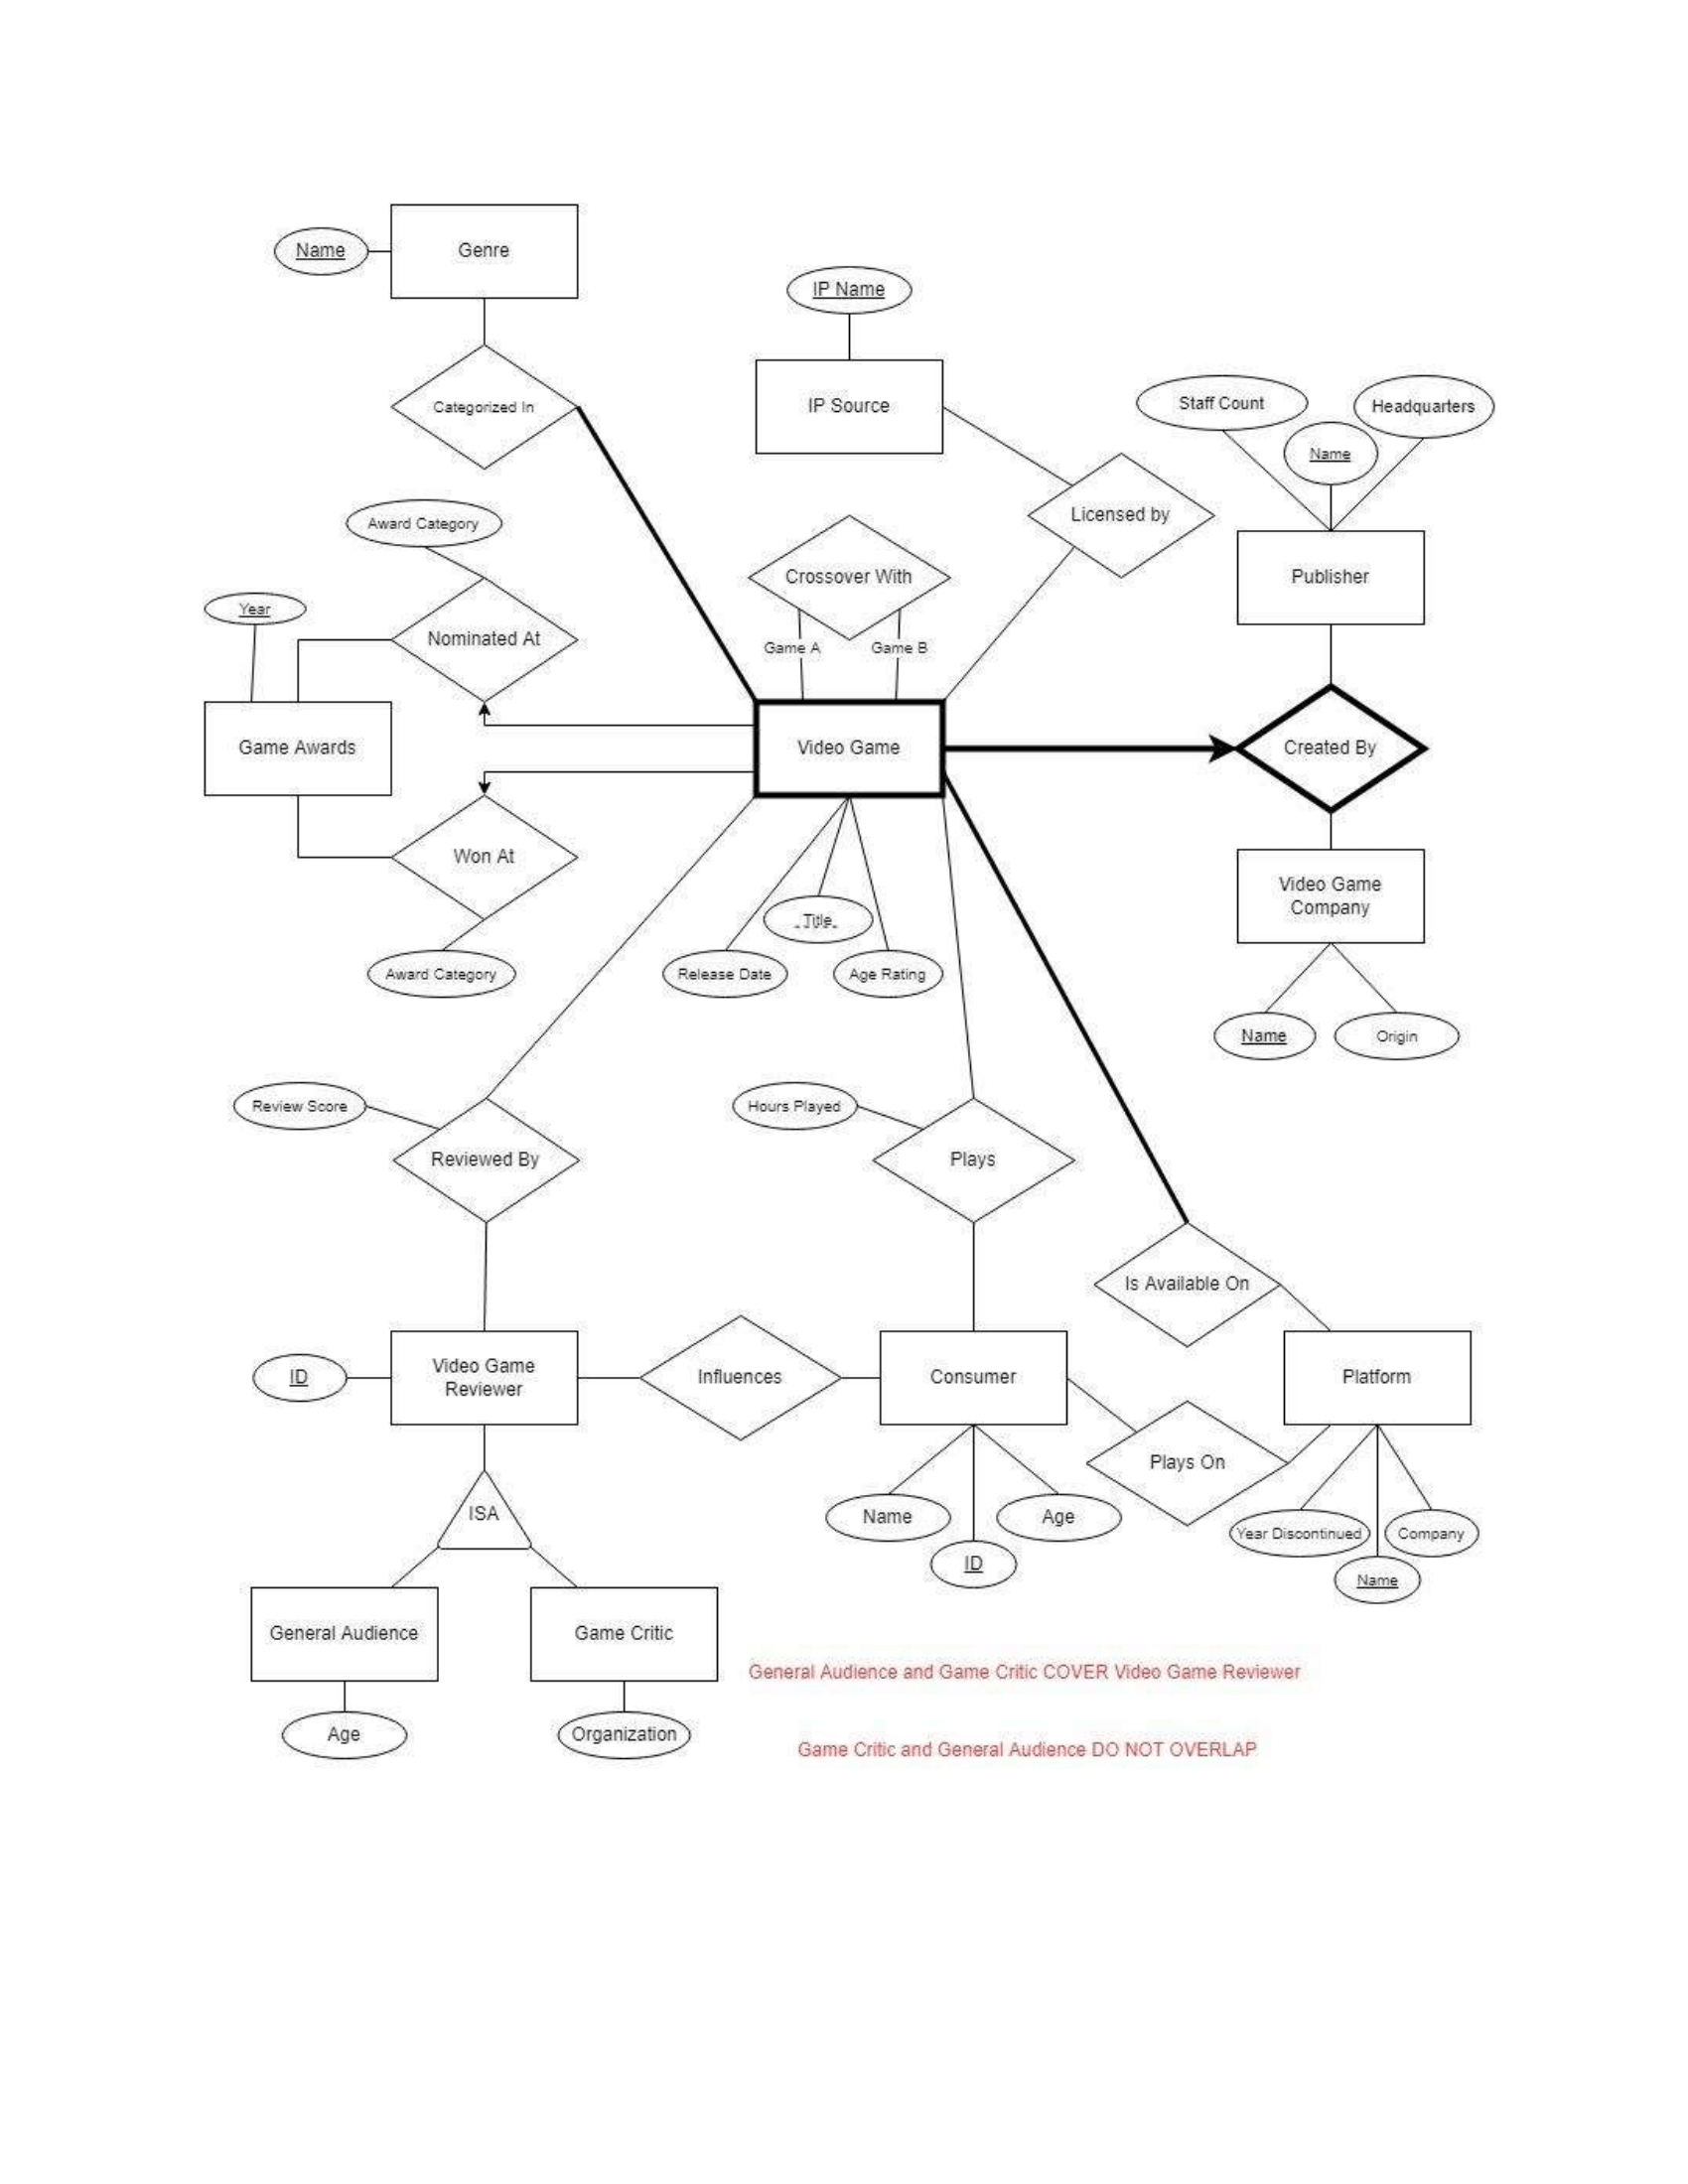 Genre
Name
IP Name
IP Source
Staff Count
Headquarters
Name
Categorized In
Licensed by
Award Category
Crossover With
Publisher
Year
Nominated At
Game A
Game B
Game Awards
Video Game
Created By
Won At
Title
Video Game
Company
Award Category
Release Date
Age Rating
Name
Origin
Review Score
Hours Played
Reviewed By
Plays
Is Available On
ID
Video Game
Reviewer
Influences
Consumer
Platform
Plays On
ISA
Name
Age
Year Discontinued
Company
ID
Name
General Audience
Game Critic
General Audience and Game Critic COVER Video Game Reviewer
Age
Organization
Game Critic and General Audience DO NOT OVERLAP